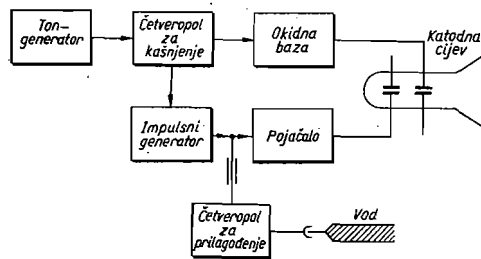 Ton-
generator
Četveropol
za
kašnjenje
Okidna
baza
Katodna
cijev
Impulsni
generator
Pojačalo
Četveropol
za
prilagođenje
Vod